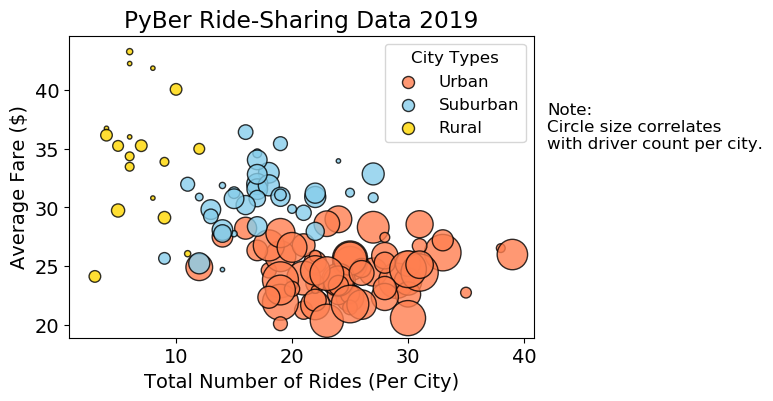 PyBer Ride-Sharing Data 2019
City Types
Urban
Suburban
Rural
Note:
Circle size correlates
with driver count per city.
Average Fare ($)
40
35
30
25
20
10
20
30
40
Total Number of Rides (Per City)